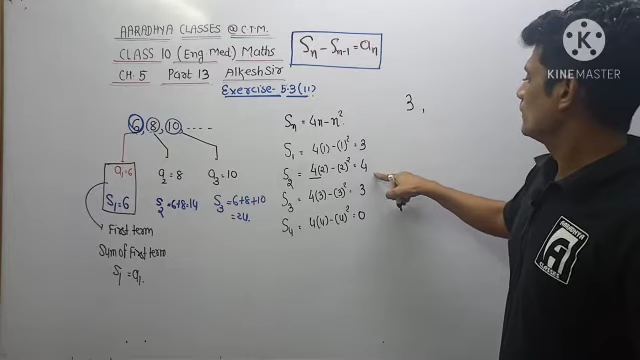 AARADHYA CLASSES @ C.T.M.
CLASS 10 (Eng. Med) Maths
CH. 5 Part 13 Alkesh Sir
Exercise - 5.3 (11)
Sn - Sn-1 = an
6, 8, 10, ----
a1=6
S1=6
a2 = 8
S2 = 6+8=14
a3 = 10
S3 = 6+8+10
= 24
First term
Sum of First term
S1 = a1.
Sn = 4n - n²
S1 = 4(1) - (1)² = 3
S2 = 4(2) - (2)² = 4
S3 = 4(3) - (3)² = 3
S4 = 4(4) - (4)² = 0
3,
KINEMASTER
AARADHYA
CLASSES